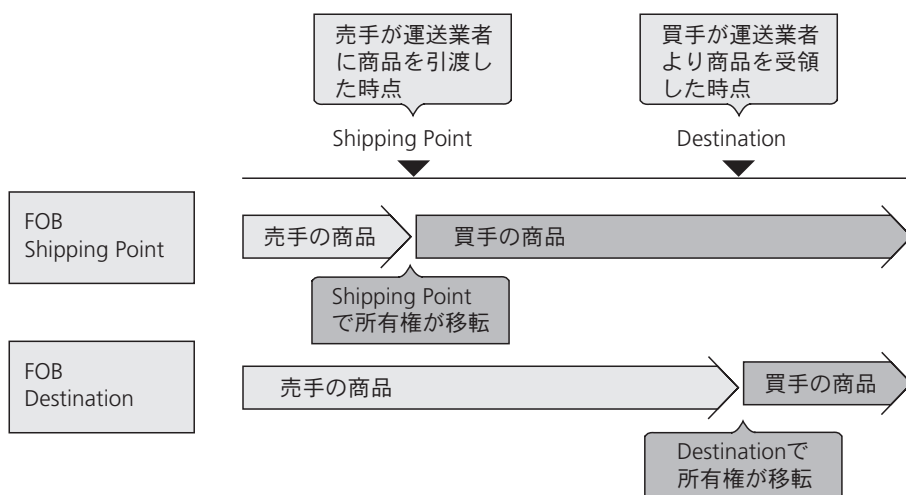 売手が運送業者
に商品を引渡し
た時点
買手が運送業者
より商品を受領
した時点
Shipping Point
Destination
FOB
Shipping Point
売手の商品
買手の商品
Shipping Point
で所有権が移転
FOB
Destination
売手の商品
買手の商品
Destinationで
所有権が移転